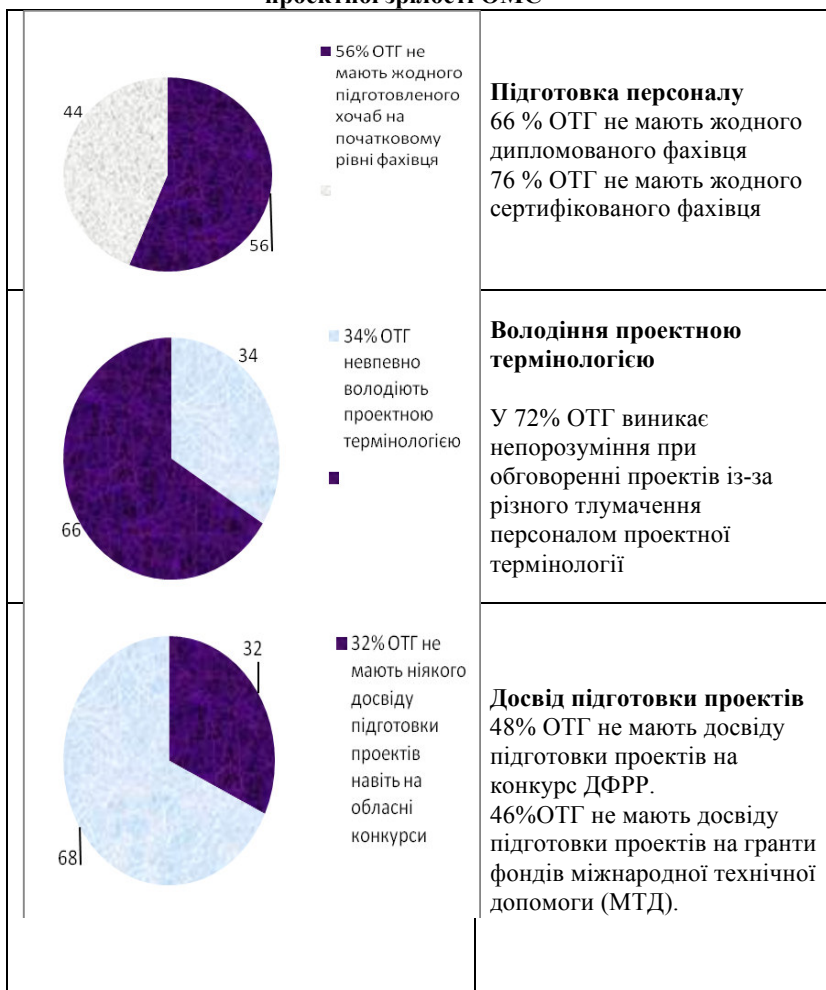 проектної зрілості ОМС
44
56
56% ОТГ не
мають жодного
підготовленого
хочаб на
початковому
рівні фахівця
Підготовка персоналу
66 % ОТГ не мають жодного
дипломованого фахівця
76 % ОТГ не мають жодного
сертифікованого фахівця
34
66
34% ОТГ
невпевно
володіють
проектною
термінологією
Володіння проектною
термінологією
У 72% ОТГ виникає
непорозуміння при
обговоренні проектів із-за
різного тлумачення
персоналом проектної
термінології
32
68
32% ОТГ не
мають ніякого
досвіду
підготовки
проектів
навіть на
обласні
конкурси
Досвід підготовки проектів
48% ОТГ не мають досвіду
підготовки проектів на
конкурс ДФРР.
46%ОТГ не мають досвіду
підготовки проектів на гранти
фондів міжнародної технічної
допомоги (МТД).